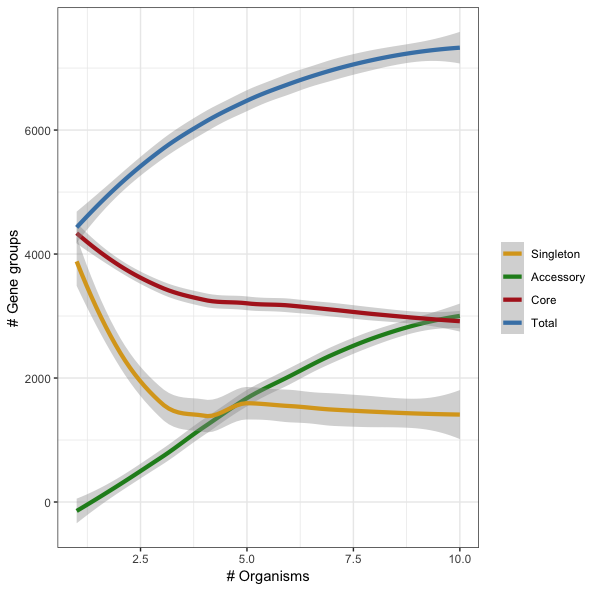 # Gene groups
6000
4000
2000
0
2.5 5.0 7.5 10.0
# Organisms
Singleton
Accessory
Core
Total